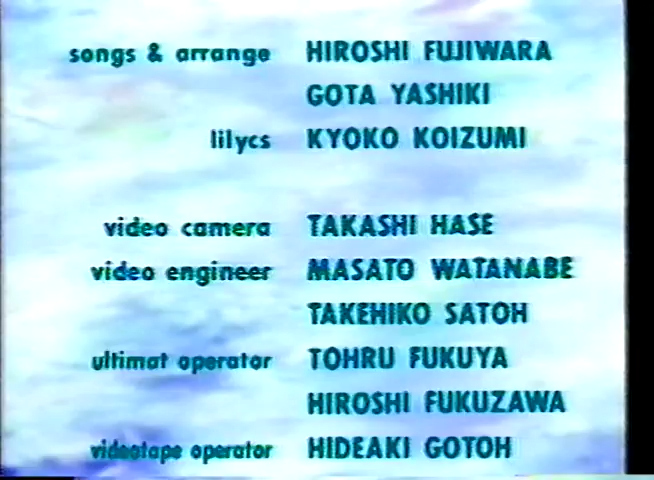 songs & arrange HIROSHI FUJIWARA
GOTA YASHIKI
lilycs KYOKO KOIZUMI
video camera TAKASHI HASE
video engineer MASATO WATANABE
TAKEHIKO SATOH
ultimat operator TOHRU FUKUYA
HIROSHI FUKUZAWA
videotape operator HIDEAKI GOTOH